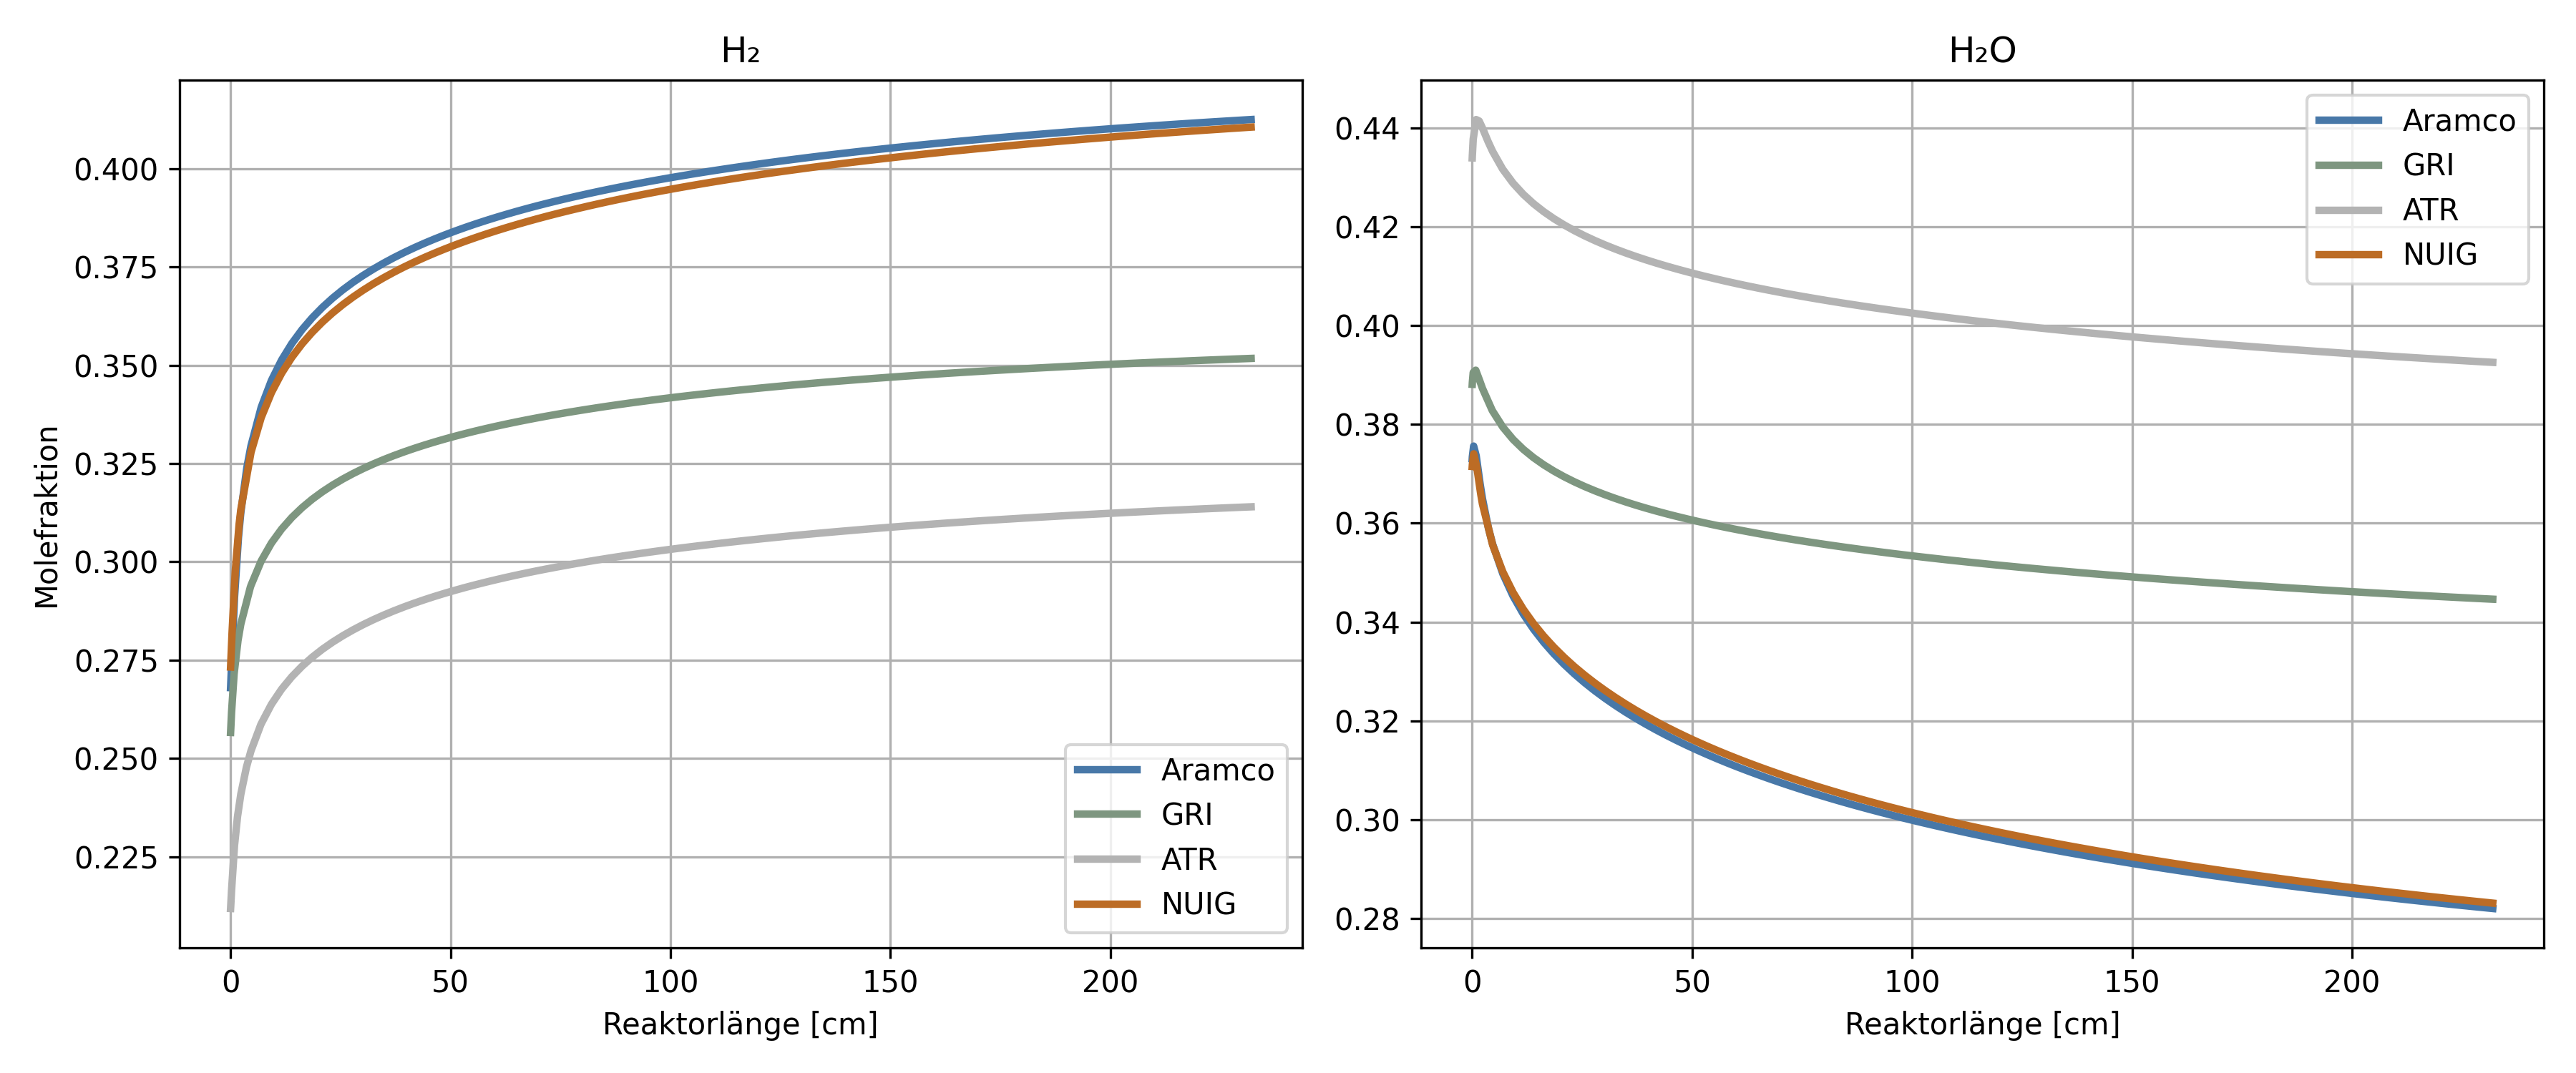 H₂
Molefraktion
0.400
0.375
0.350
0.325
0.300
0.275
0.250
0.225
0 50 100 150 200
Reaktorlänge [cm]
Aramco
GRI
ATR
NUIG
H₂O
0.44
0.42
0.40
0.38
0.36
0.34
0.32
0.30
0.28
0 50 100 150 200
Reaktorlänge [cm]
Aramco
GRI
ATR
NUIG